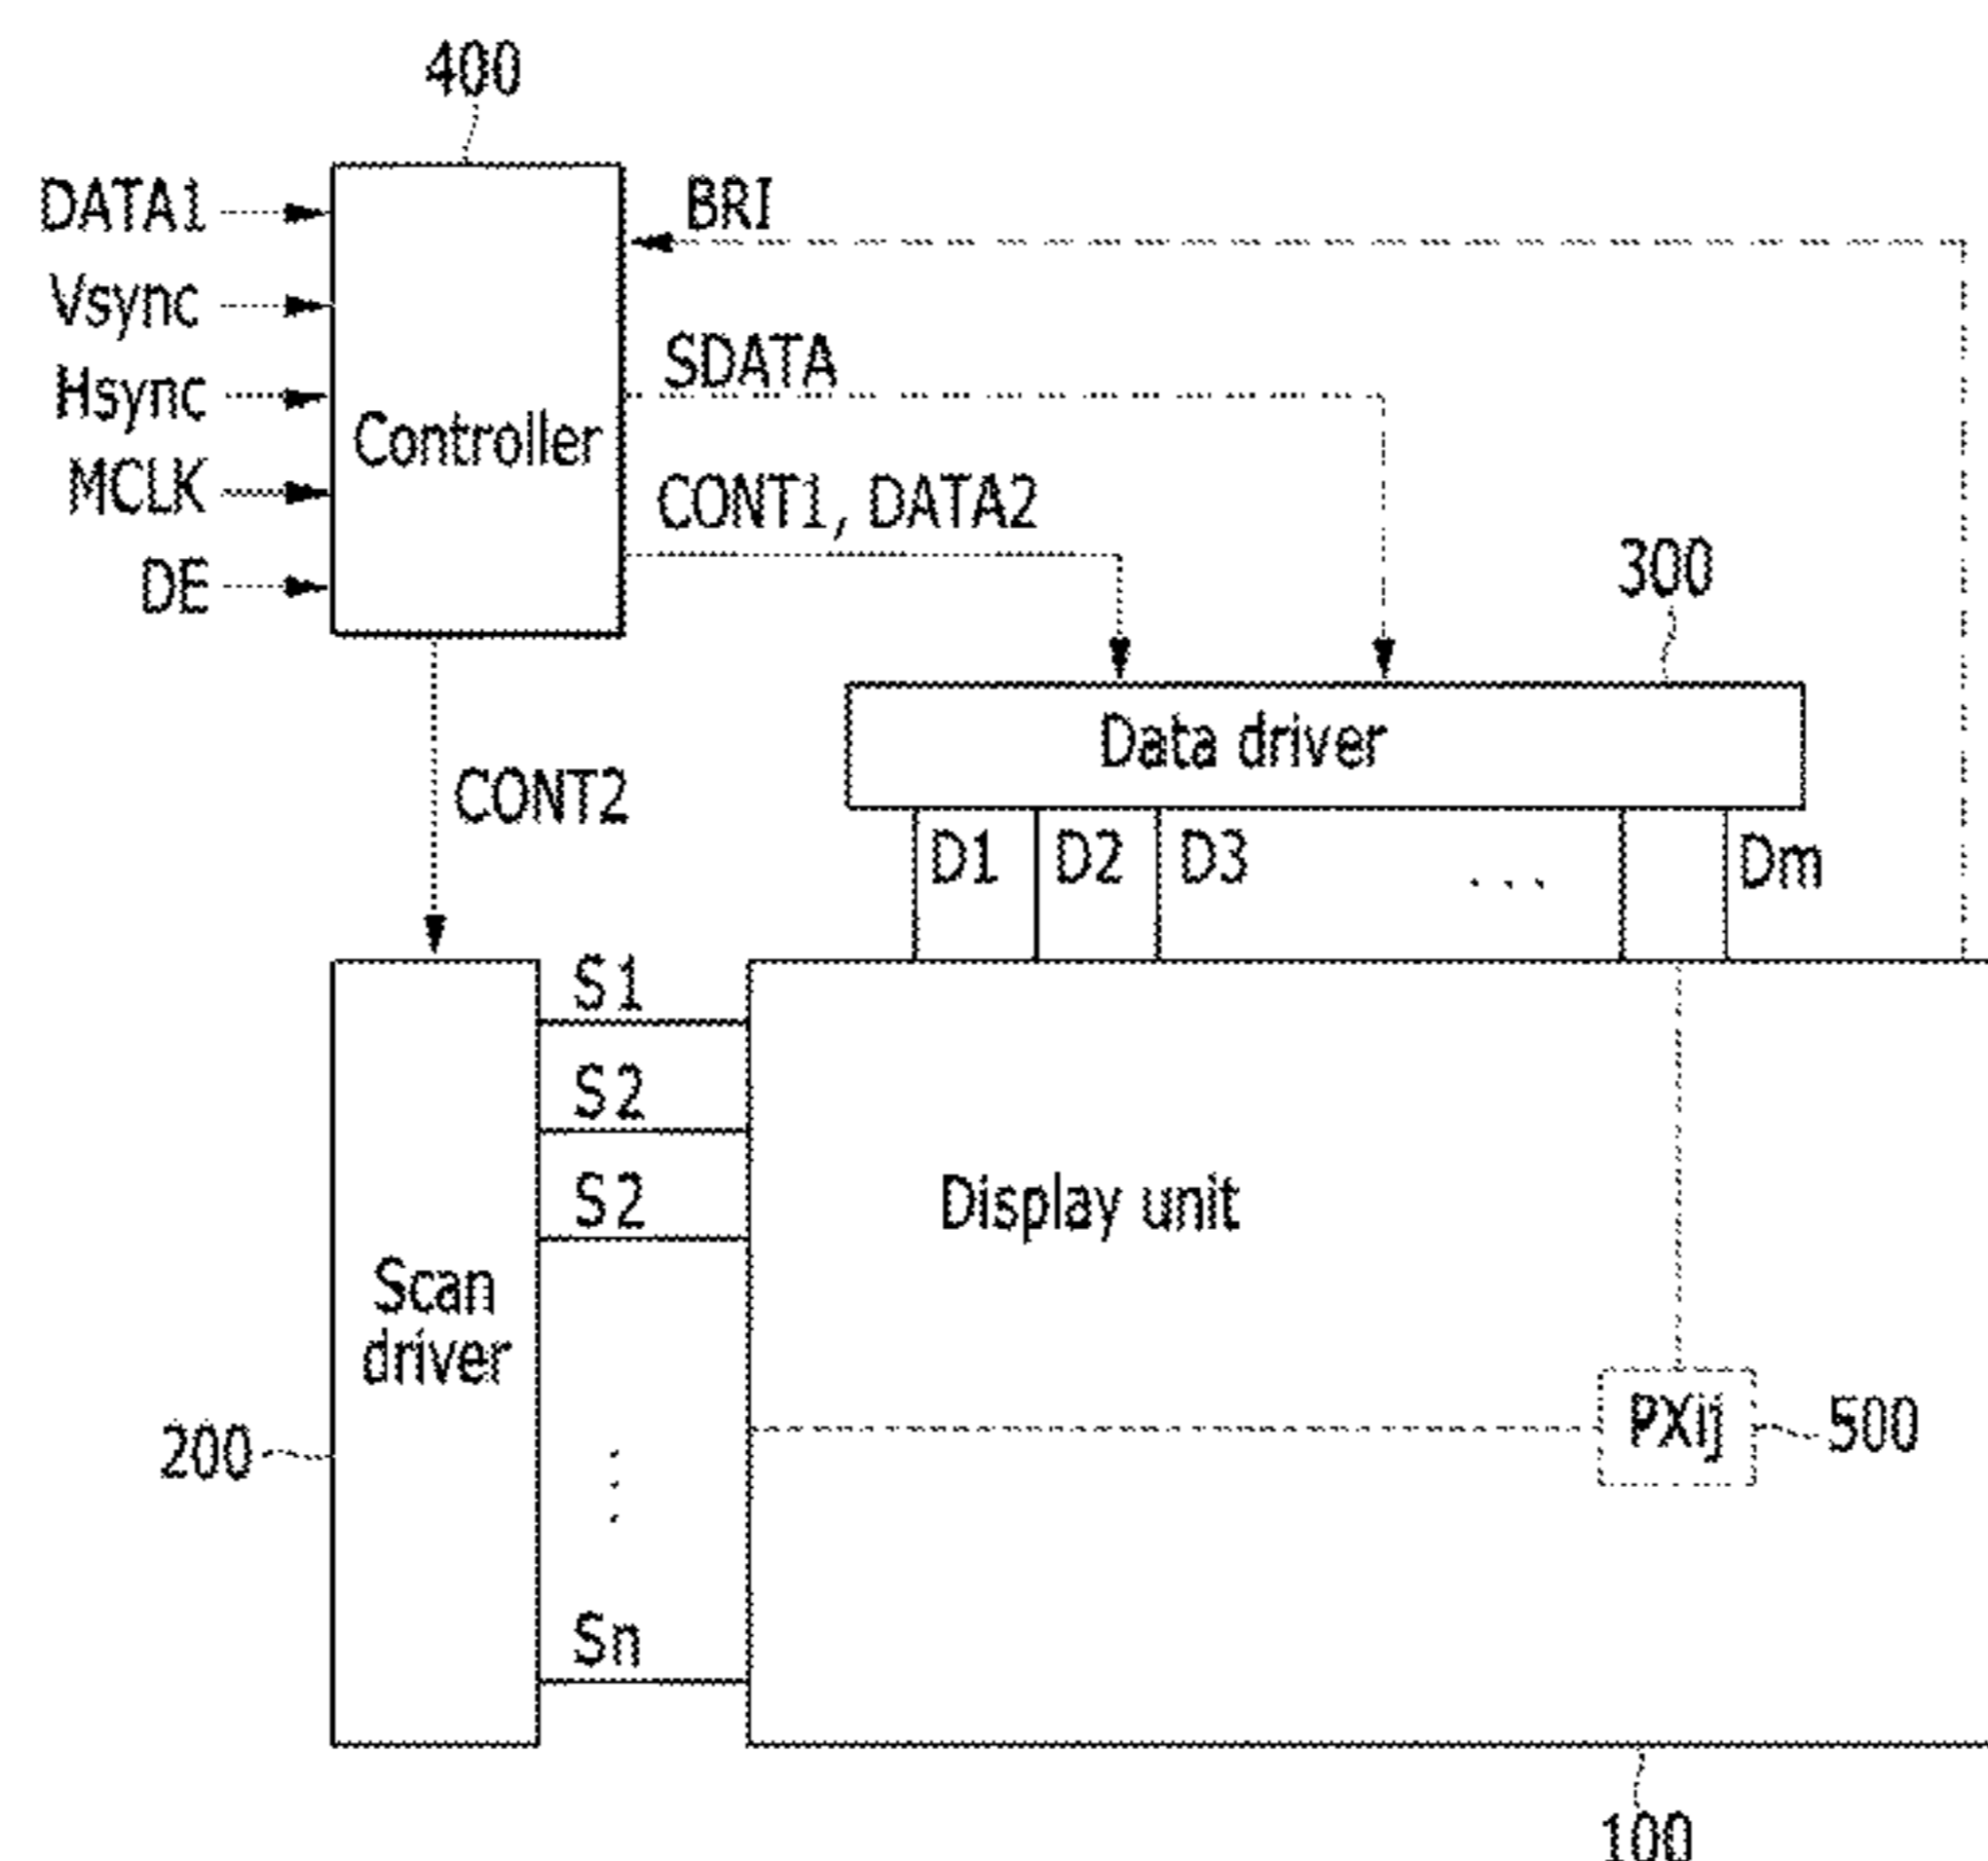 400
DATA1
BRI
Vsync
SDATA
Hsync
Controller
MCLK
CONT1, DATA2
DE
300
Data driver
CONT2
D1 D2 D3 ... Dm
S1
S2
S2
Display unit
Scan
driver
PXij
500
200
Sn
100